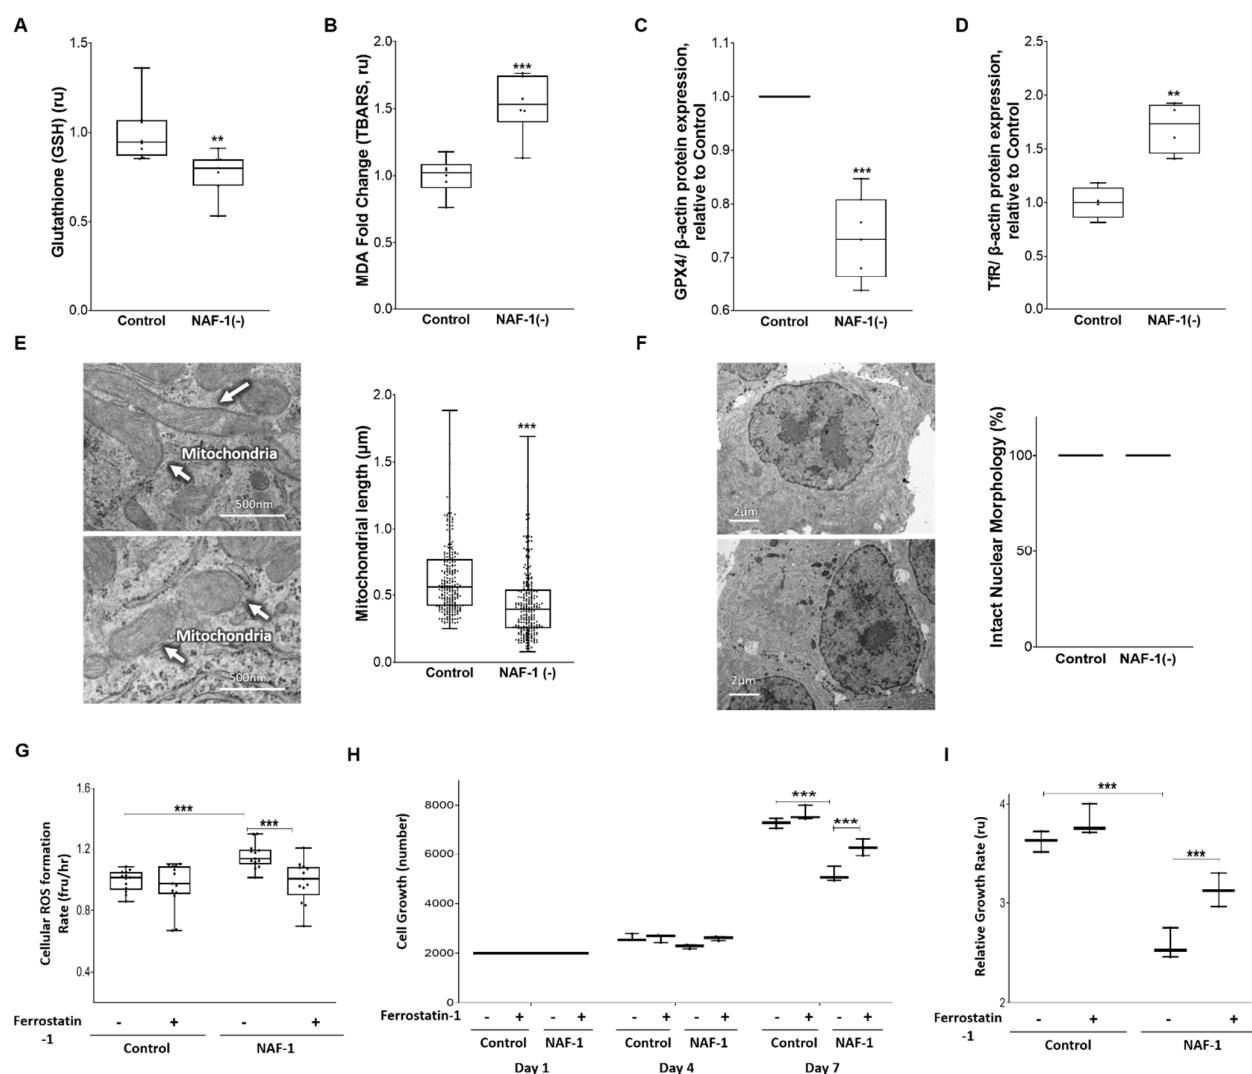 A
B
C
D
Glutathione (GSH) (ru)
1.5
1.0
0.5
0.0
**
Control
NAF-1(-)
MDA Fold Change (TBARS, ru)
2.0
1.5
1.0
0.5
0.0
***
Control
NAF-1(-)
GPX4/ β-actin protein expression,
relative to Control
1.1
1.0
0.9
0.8
0.7
0.6
***
Control
NAF-1(-)
TfR/ β-actin protein expression,
relative to Control
2.5
2.0
1.5
1.0
0.5
0.0
**
Control
NAF-1(-)
E
Mitochondria
500nm
Mitochondria
500nm
Mitochondrial length (μm)
2.0
1.5
1.0
0.5
0.0
***
Control
NAF-1 (-)
F
2μm
2μm
Intact Nuclear Morphology (%)
100
50
0
Control
NAF-1(-)
G
Cellular ROS formation
Rate (fru/hr)
1.6
1.2
0.8
0.4
***
***
Ferrostatin
-1
- + - +
Control
NAF-1
H
Cell Growth (number)
8000
6000
4000
2000
0
***
***
Ferrostatin-1
- + - + - + - + - + - +
Control NAF-1 Control NAF-1 Control NAF-1
Day 1 Day 4 Day 7
I
Relative Growth Rate (ru)
4
3
2
***
***
Ferrostatin
-1
- + - +
Control
NAF-1